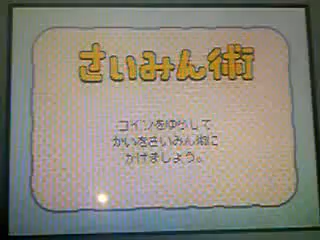 さいみん術
コインをゆらして
かいをさいみん術に
かけましょう。